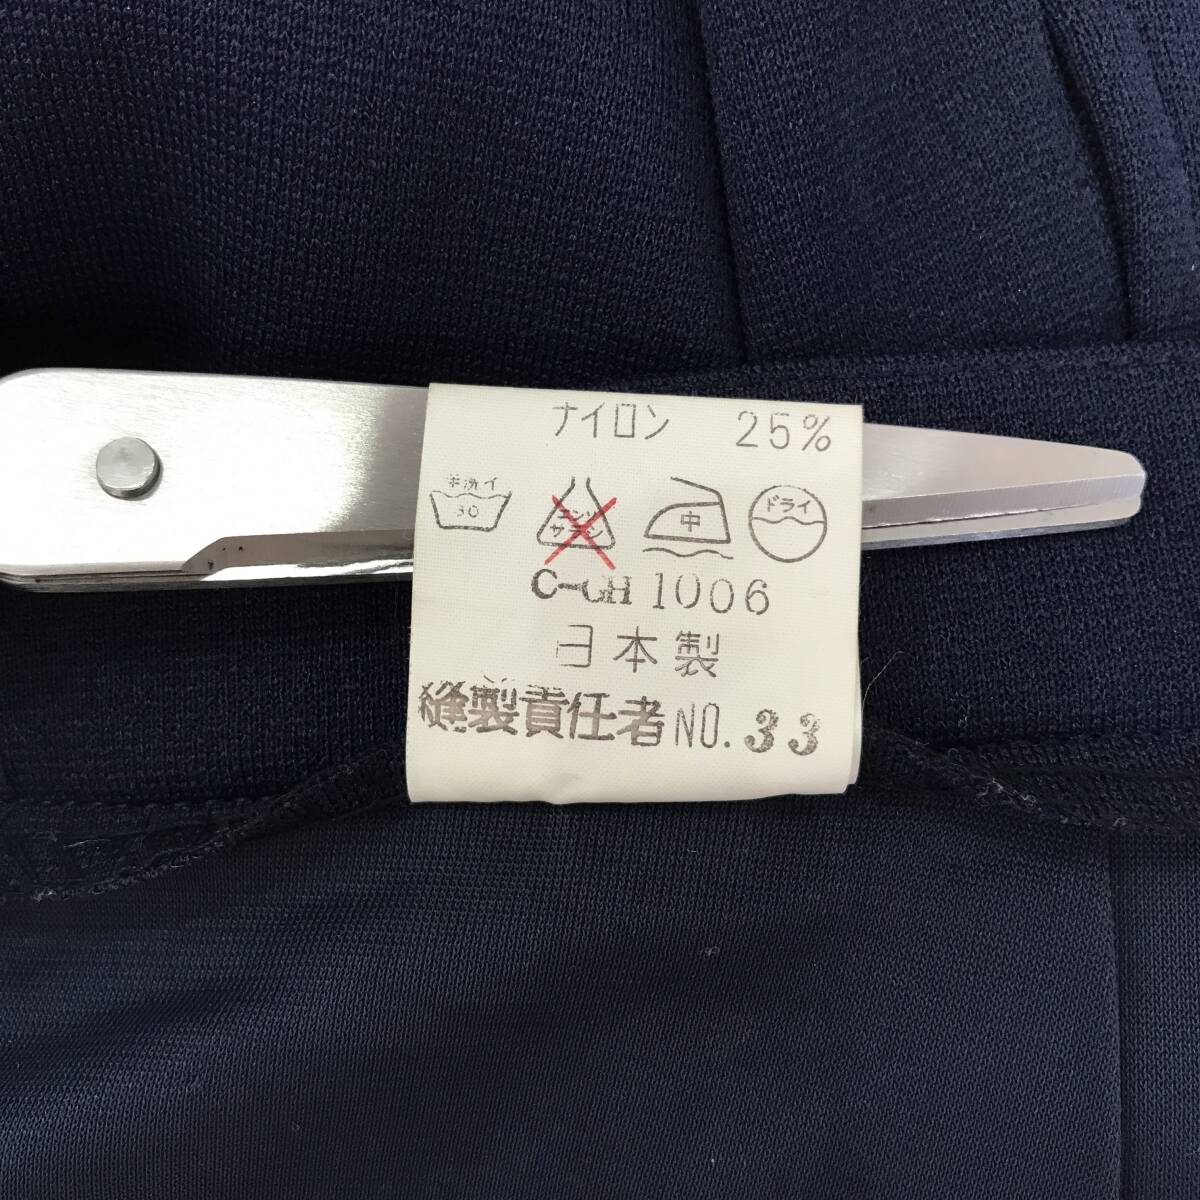 ナイロン 25%
手洗イ 30
エンソ サラシ
中
ドライ
C-GH 1006
日本製
縫製責任者 NO. 33